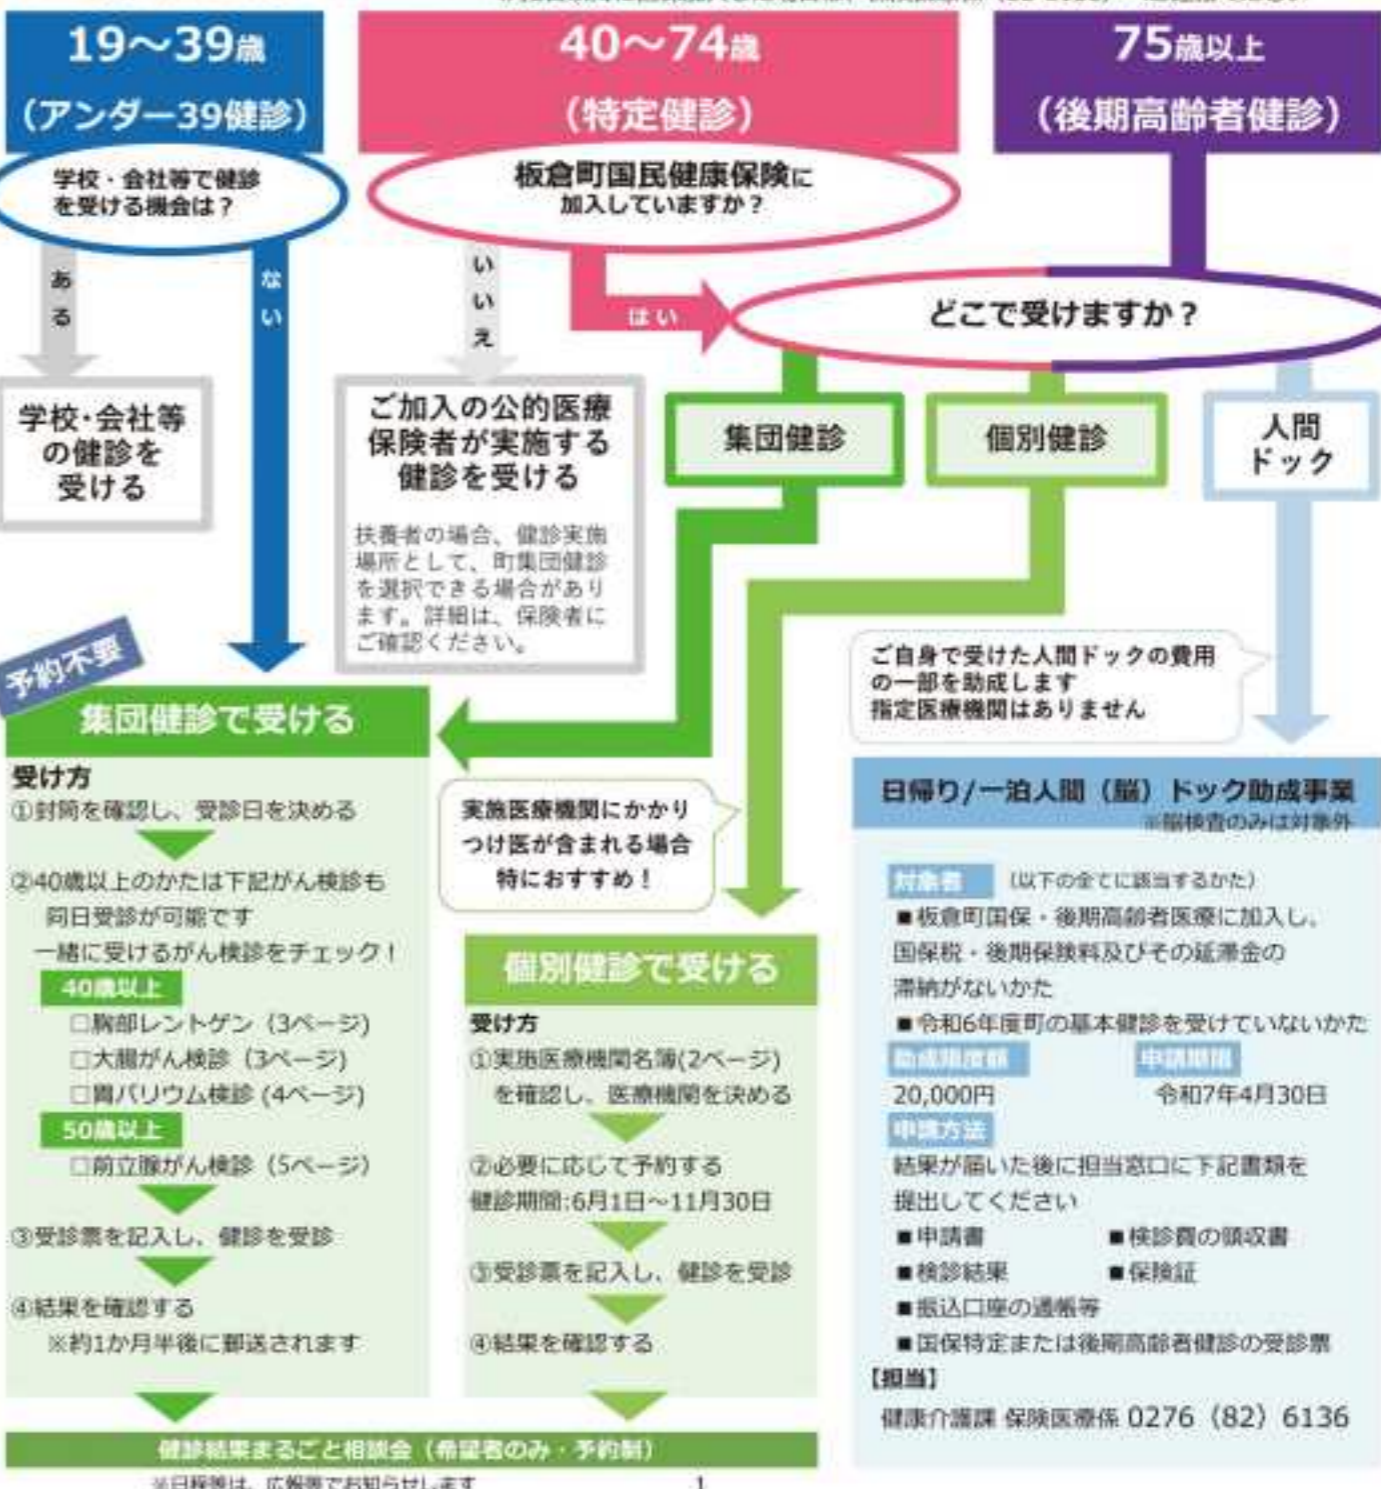 19～39歳
（アンダー39健診）
学校・会社等で健診
を受ける機会は？
ある
ない
学校・会社等
の健診を
受ける
40～74歳
（特定健診）
板倉町国民健康保険に
加入していますか？
いいえ
はい
ご加入の公的医療
保険者が実施する
健診を受ける
扶養者の場合、健診実施
場所として、町集団健診
を選択できる場合があり
ます。詳細は、保険者に
ご確認ください。
75歳以上
（後期高齢者健診）
どこで受けますか？
集団健診
個別健診
人間
ドック
予約不要
集団健診で受ける
受け方
①封筒を確認し、受診日を決める
②40歳以上のかたは下記がん検診も
同日受診が可能です
一緒に受けるがん検診をチェック！
40歳以上
□胸部レントゲン（3ページ)
□大腸がん検診（3ページ)
□胃バリウム検診 (4ページ)
50歳以上
□前立腺がん検診（5ページ）
③受診票を記入し、健診を受診
④結果を確認する
※約1か月半後に郵送されます
実施医療機関にかかり
つけ医が含まれる場合
特におすすめ！
個別健診で受ける
受け方
①実施医療機関名簿(2ページ)
を確認し、医療機関を決める
②必要に応じて予約する
健診期間:6月1日～11月30日
③受診票を記入し、健診を受診
④結果を確認する
ご自身で受けた人間ドックの費用
の一部を助成します
指定医療機関はありません
日帰り/一泊人間（脳）ドック助成事業
※脳検査のみは対象外
対象者 （以下の全てに該当するかた）
■板倉町国保・後期高齢者医療に加入し、
国保税・後期保険料及びその延滞金の
滞納がないかた
■令和6年度町の基本健診を受けていないかた
助成限度額 申請期限
20,000円 令和7年4月30日
申請方法
結果が届いた後に担当窓口に下記書類を
提出してください
■申請書 ■検診費の領収書
■検診結果 ■保険証
■振込口座の通帳等
■国保特定または後期高齢者健診の受診票
【担当】
健康介護課 保険医療係 0276（82）6136
健診結果まるごと相談会（希望者のみ・予約制）
※日程等は、広報等でお知らせします
1